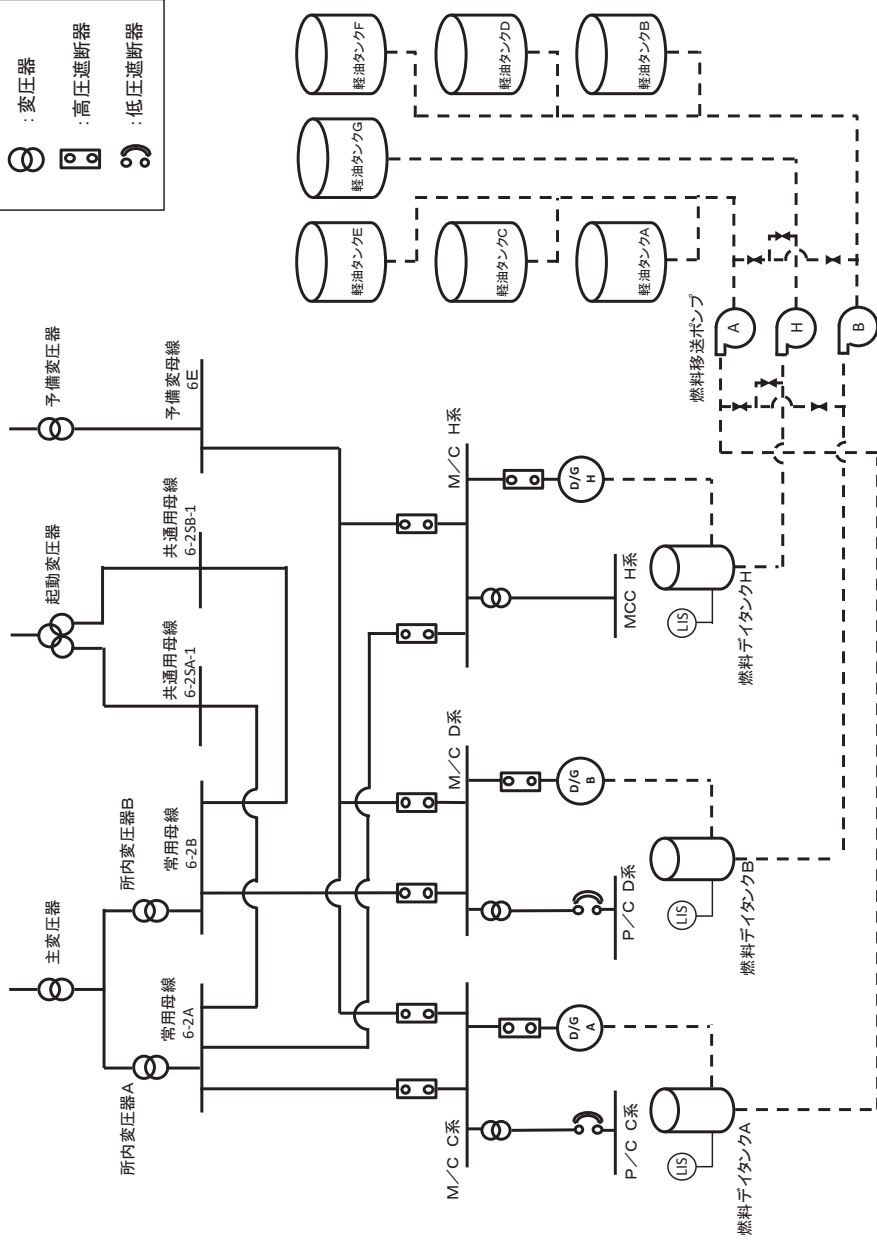 ：変圧器
：高圧遮断器
：低圧遮断器
主変圧器
起動変圧器
予備変圧器
所内変圧器A
所内変圧器B
常用母線
6-2A
常用母線
6-2B
共通用母線
6-2SA-1
共通用母線
6-2SB-1
予備変母線
6E
M／C C系
M／C D系
M／C H系
P／C C系
D/G
A
P／C D系
D/G
B
MCC H系
D/G
H
LIS
LIS
LIS
燃料デイタンクA
燃料デイタンクB
燃料デイタンクH
燃料移送ポンプ
A
H
B
軽油タンクE
軽油タンクG
軽油タンクF
軽油タンクC
軽油タンクD
軽油タンクA
軽油タンクB